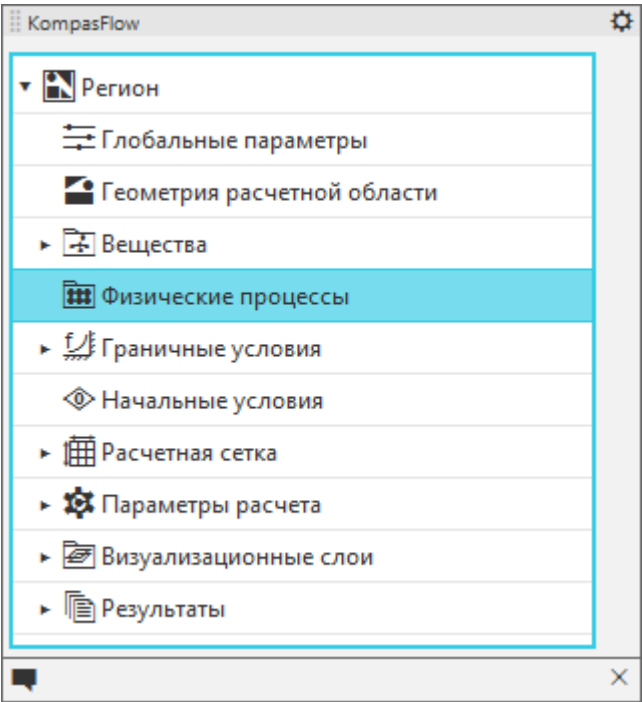 KompasFlow
Регион
Глобальные параметры
Геометрия расчетной области
Вещества
Физические процессы
Граничные условия
Начальные условия
Расчетная сетка
Параметры расчета
Визуализационные слои
Результаты